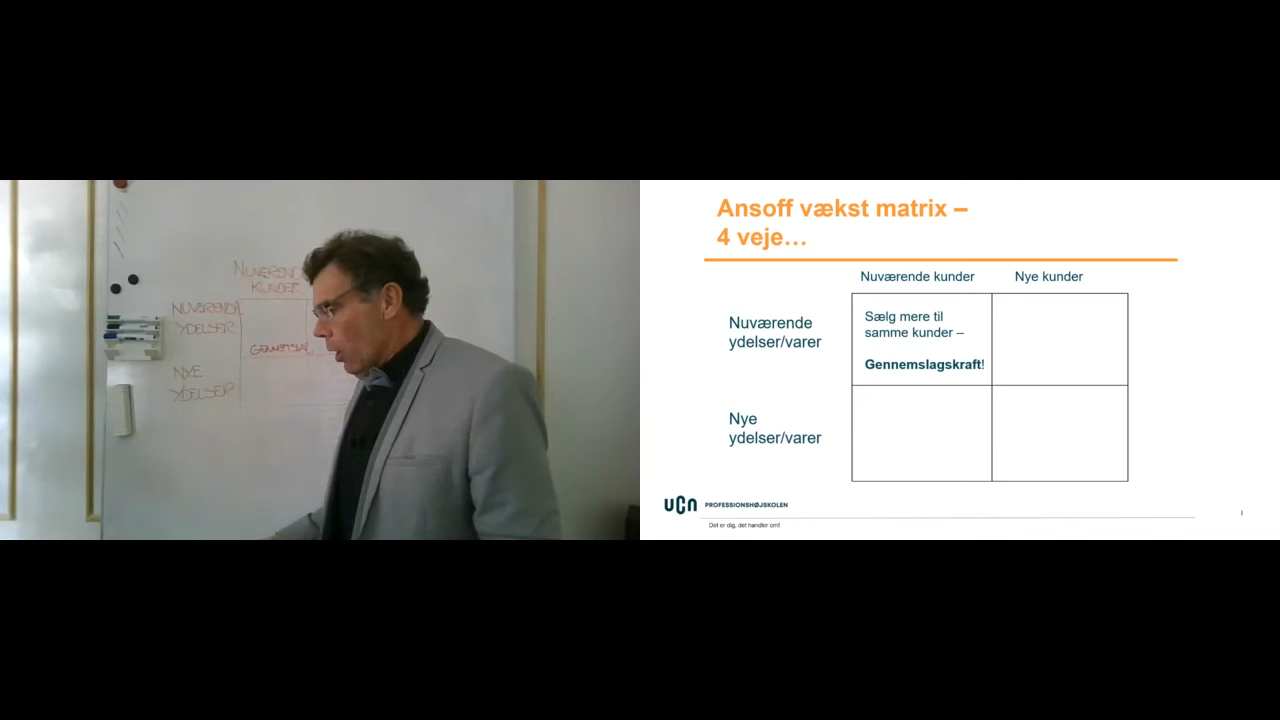 NUVÆRENDE
KUNDER
NUVÆRENDE
YDELSER
NYE
YDELSER
Ansoff vækst matrix –
4 veje…
Nuværende kunder
Nye kunder
Nuværende
ydelser/varer
Sælg mere til
samme kunder –
Gennemslagskraft!
Nye
ydelser/varer
ucn PROFESSIONSHØJSKOLEN
Det er dig, det handler om!